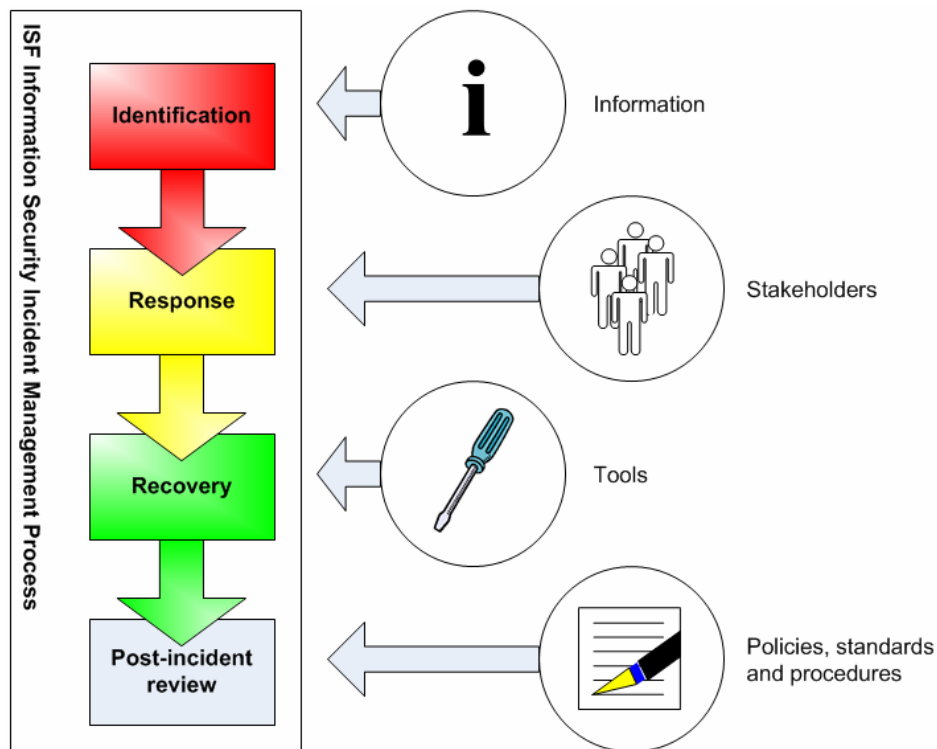 ISF Information Security Incident Management Process
Identification
Information
Response
Stakeholders
Recovery
Tools
Post-incident
review
Policies, standards
and procedures
i